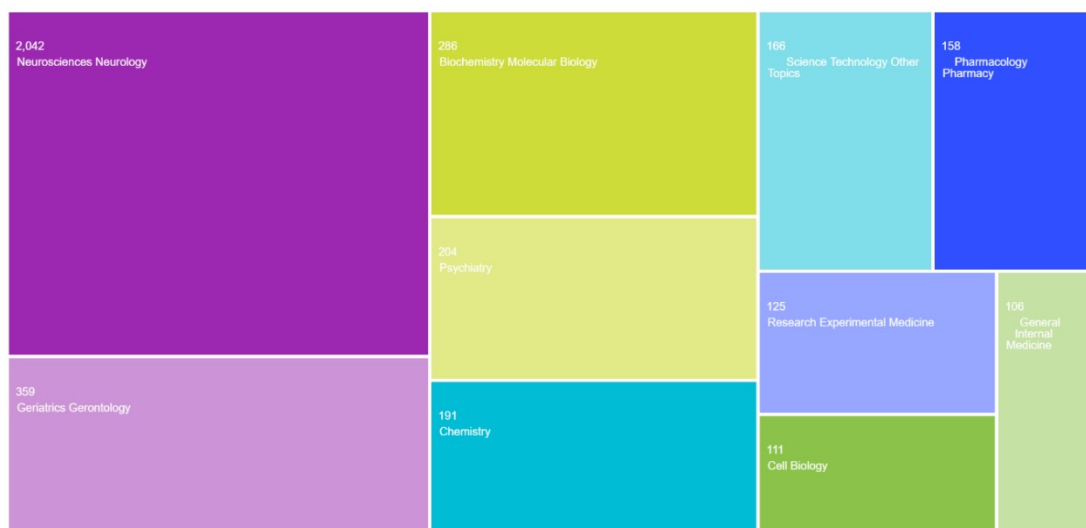 2,042
Neurosciences Neurology
359
Geriatrics Gerontology
286
Biochemistry Molecular Biology
204
Psychiatry
191
Chemistry
166
Science Technology Other
Topics
158
Pharmacology
Pharmacy
125
Research Experimental Medicine
111
Cell Biology
106
General
Internal
Medicine